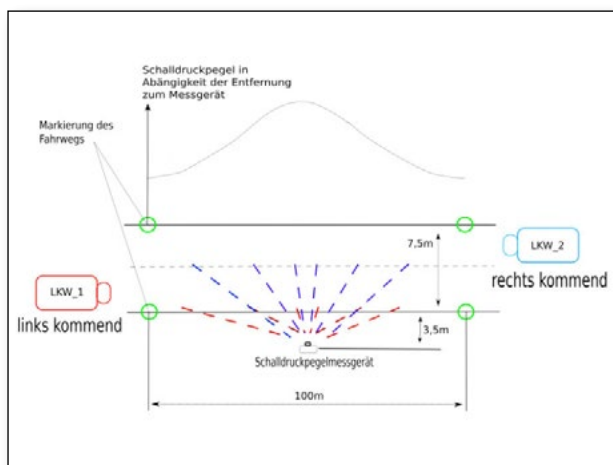 Schalldruckpegel in
Abängigkeit der Entfernung
zum Messgerät
Markierung des
Fahrwegs
7,5m
LKW_2
rechts kommend
LKW_1
links kommend
3,5m
Schalldruckpegelmessgerät
100m